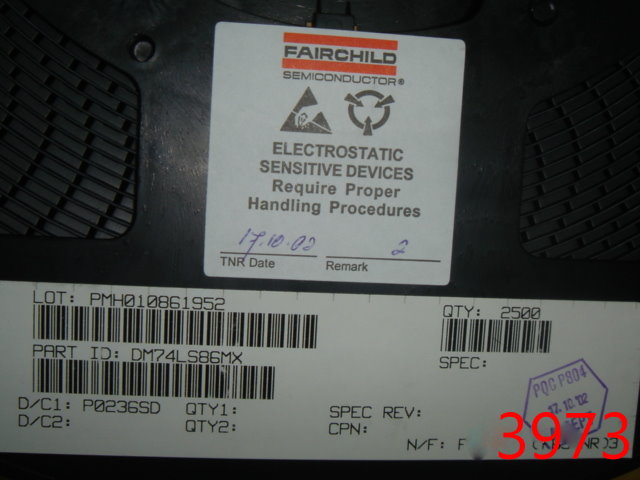 FAIRCHILD
SEMICONDUCTOR®
ELECTROSTATIC
SENSITIVE DEVICES
Require Proper
Handling Procedures
17.10.02 2
TNR Date Remark
LOT: PMH010861952
QTY: 2500
PART ID: DM74LS86MX
SPEC:
D/C1: P0236SD QTY1: SPEC REV:
D/C2: QTY2: CPN:
N/F: F
PQC P804
17.10.02
3973